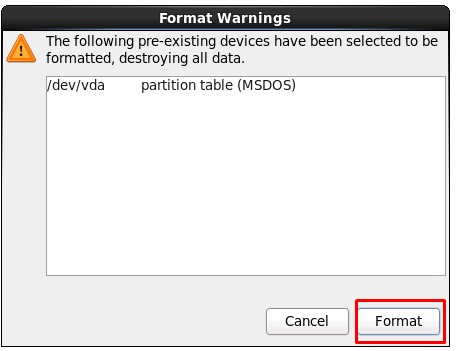 Format Warnings
The following pre-existing devices have been selected to be
formatted, destroying all data.
/dev/vda partition table (MSDOS)
Cancel Format